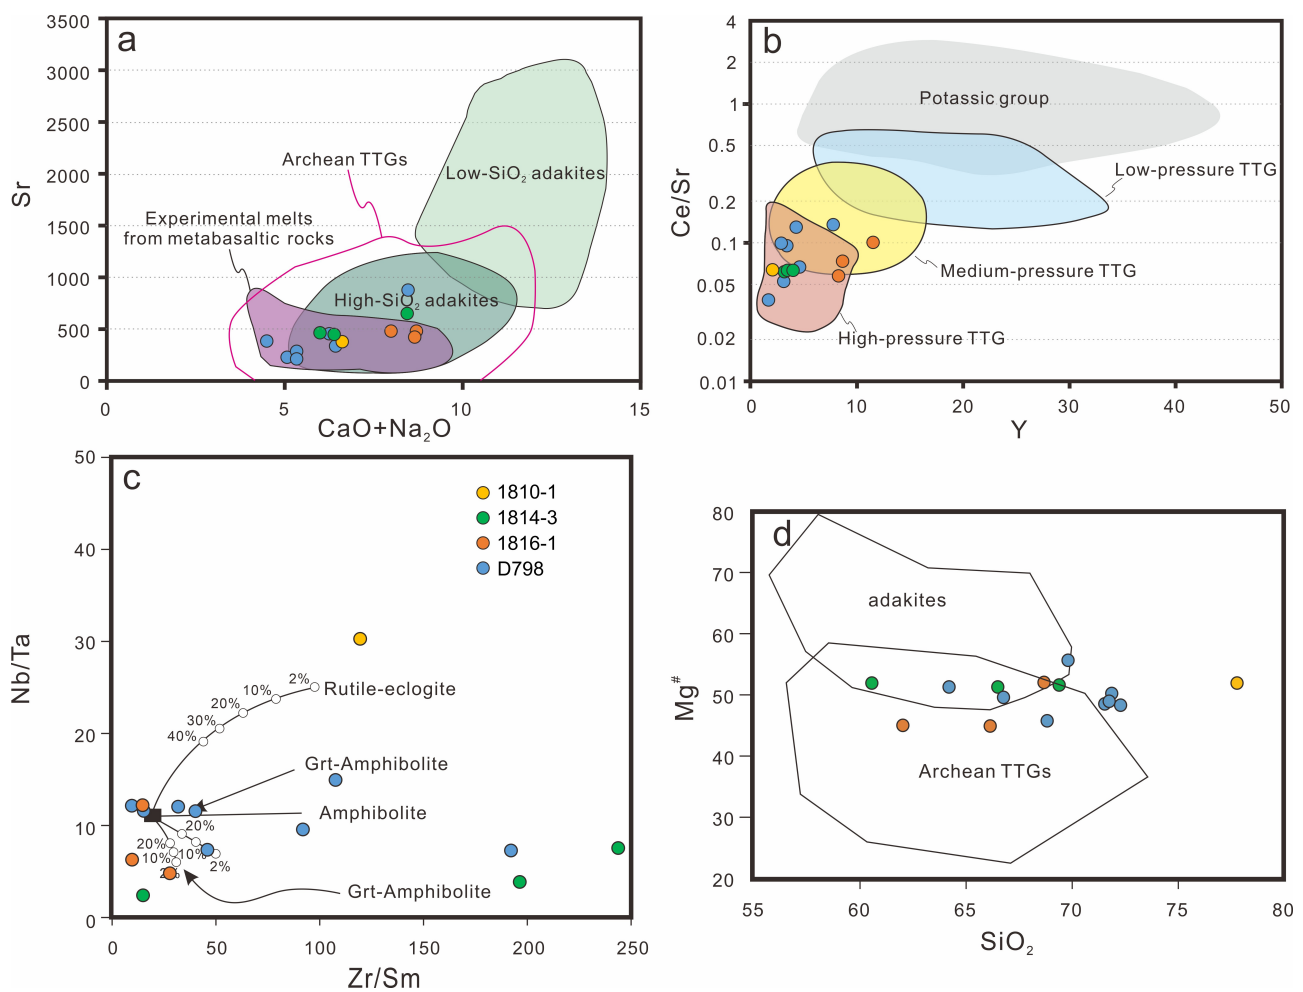 a
3500
3000
2500
2000
1500
1000
500
0
Sr
Archean TTGs
Low-SiO₂ adakites
Experimental melts
from metabasaltic rocks
High-SiO₂ adakites
0
5
10
15
CaO+Na₂O
b
4
2
1
0.5
0.2
0.1
0.05
0.02
0.01
Ce/Sr
Potassic group
Low-pressure TTG
Medium-pressure TTG
High-pressure TTG
0
10
20
30
40
50
Y
c
50
40
30
20
10
0
Nb/Ta
1810-1
1814-3
1816-1
D798
2%
10%
20%
30%
40%
Rutile-eclogite
Grt-Amphibolite
Amphibolite
20%
10%
2%
20%
10%
2%
Grt-Amphibolite
0
50
100
150
200
250
Zr/Sm
d
80
70
60
50
40
30
20
Mg#
adakites
Archean TTGs
55
60
65
70
75
80
SiO₂